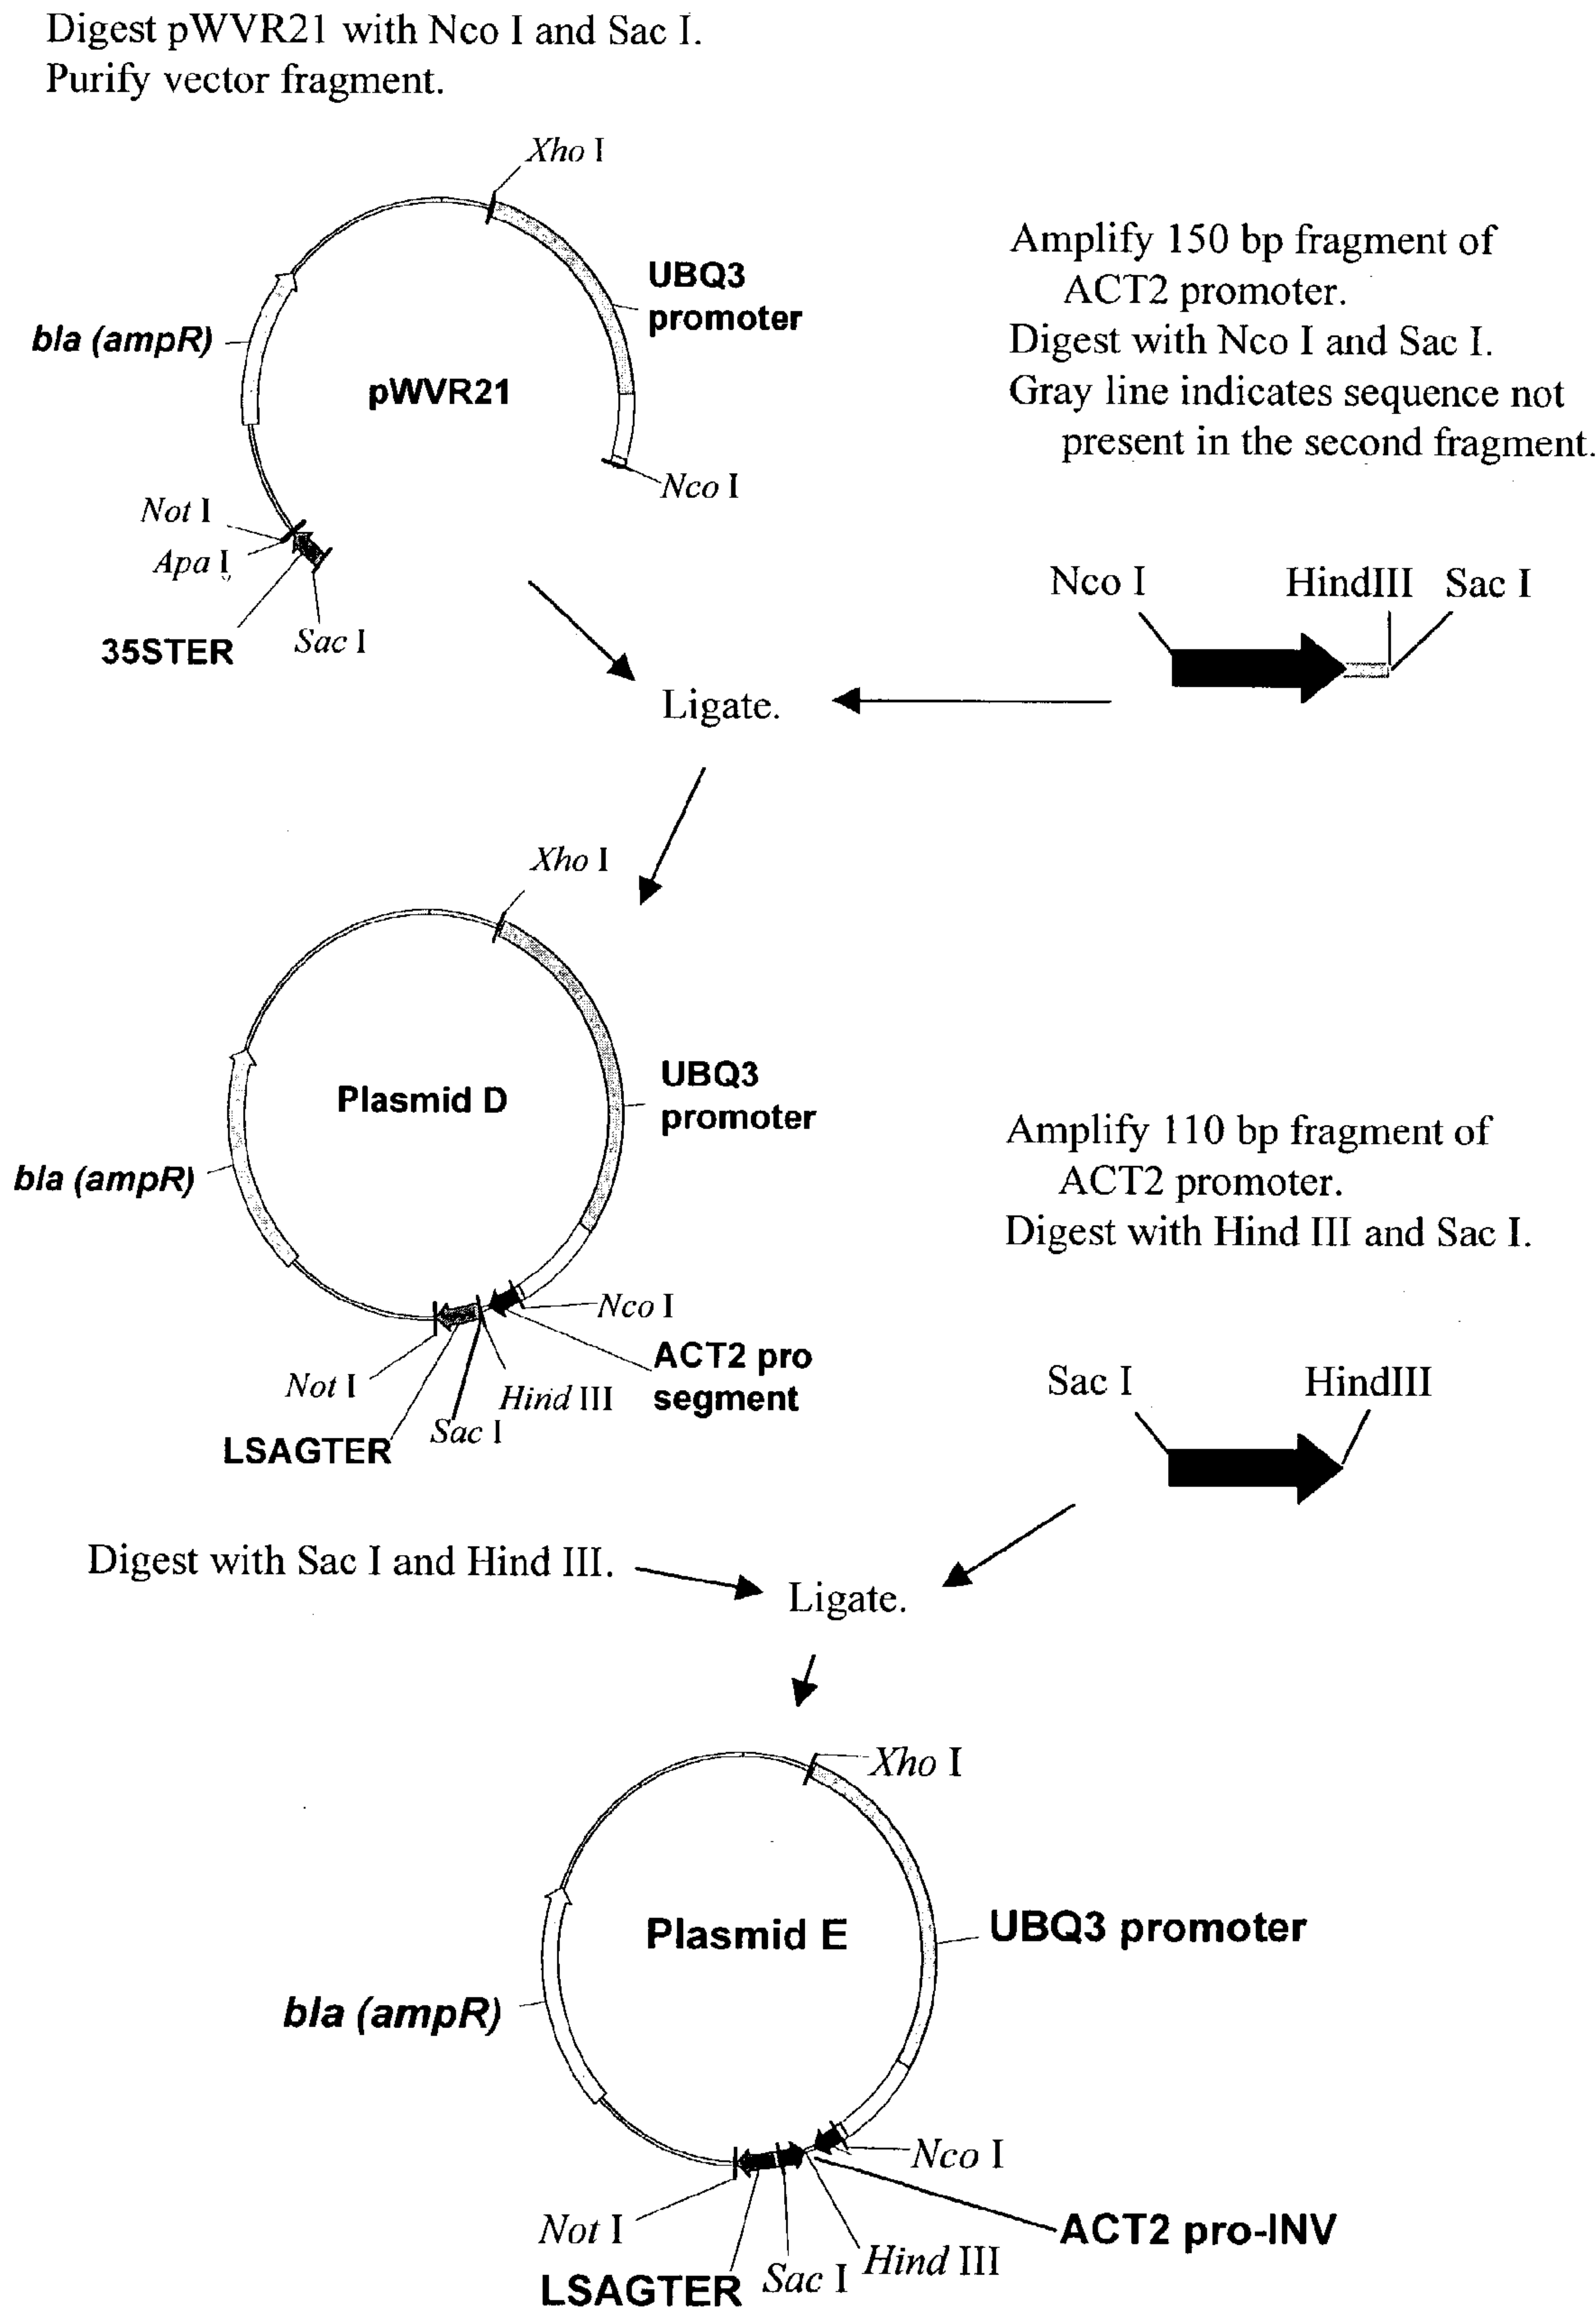 Digest pWVR21 with Nco I and Sac I.
Purify vector fragment.
Xho I
UBQ3
promoter
bla (ampR)
pWVR21
Nco I
Not I
Apa I
35STER
Sac I
Amplify 150 bp fragment of
ACT2 promoter.
Digest with Nco I and Sac I.
Gray line indicates sequence not
present in the second fragment.
Nco I
HindIII
Sac I
Ligate.
Xho I
Plasmid D
UBQ3
promoter
bla (ampR)
Nco I
ACT2 pro
segment
Not I
Hind III
Sac I
LSAGTER
Amplify 110 bp fragment of
ACT2 promoter.
Digest with Hind III and Sac I.
Sac I
HindIII
Digest with Sac I and Hind III.
Ligate.
Xho I
Plasmid E
UBQ3 promoter
bla (ampR)
Nco I
ACT2 pro-INV
Not I
Hind III
Sac I
LSAGTER